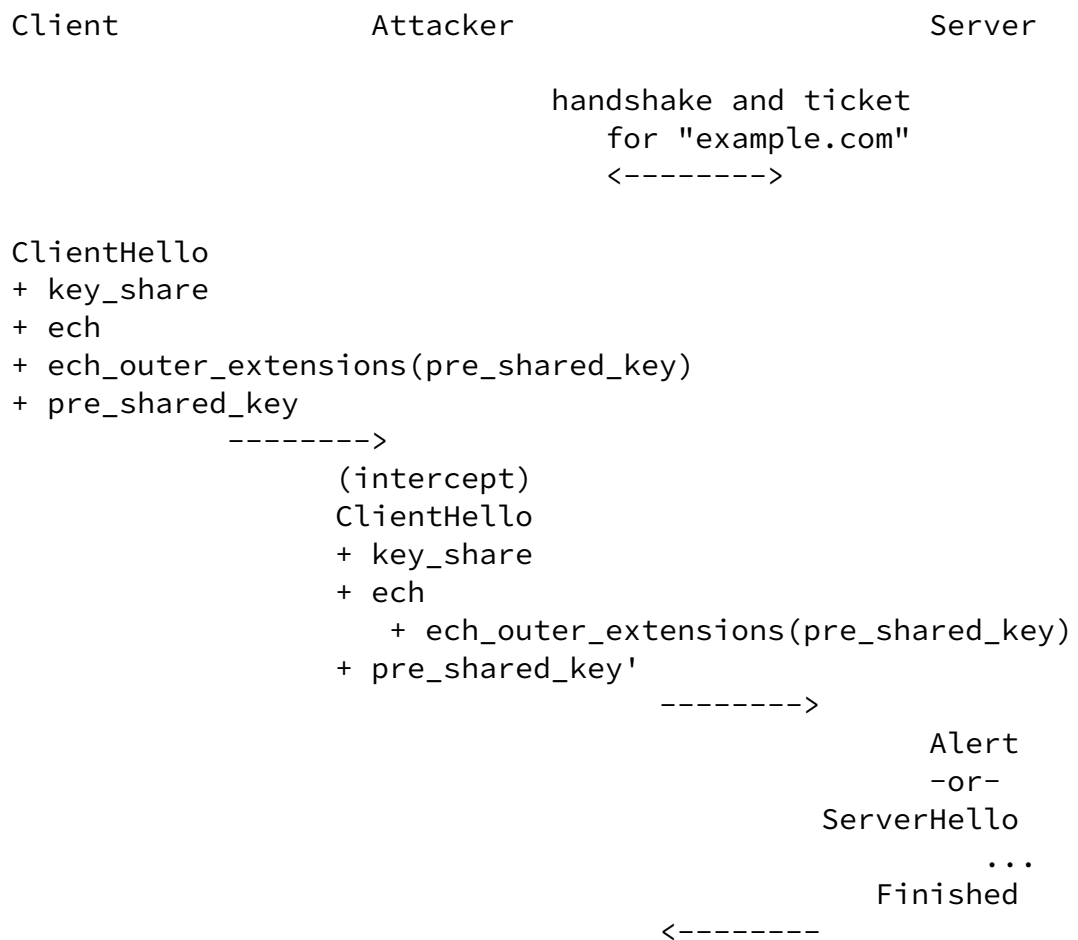 Client Attacker Server
handshake and ticket
for "example.com"
<-------->
ClientHello
+ key_share
+ ech
+ ech_outer_extensions(pre_shared_key)
+ pre_shared_key
-------->
(intercept)
ClientHello
+ key_share
+ ech
+ ech_outer_extensions(pre_shared_key)
+ pre_shared_key'
-------->
Alert
-or-
ServerHello
...
Finished
<--------